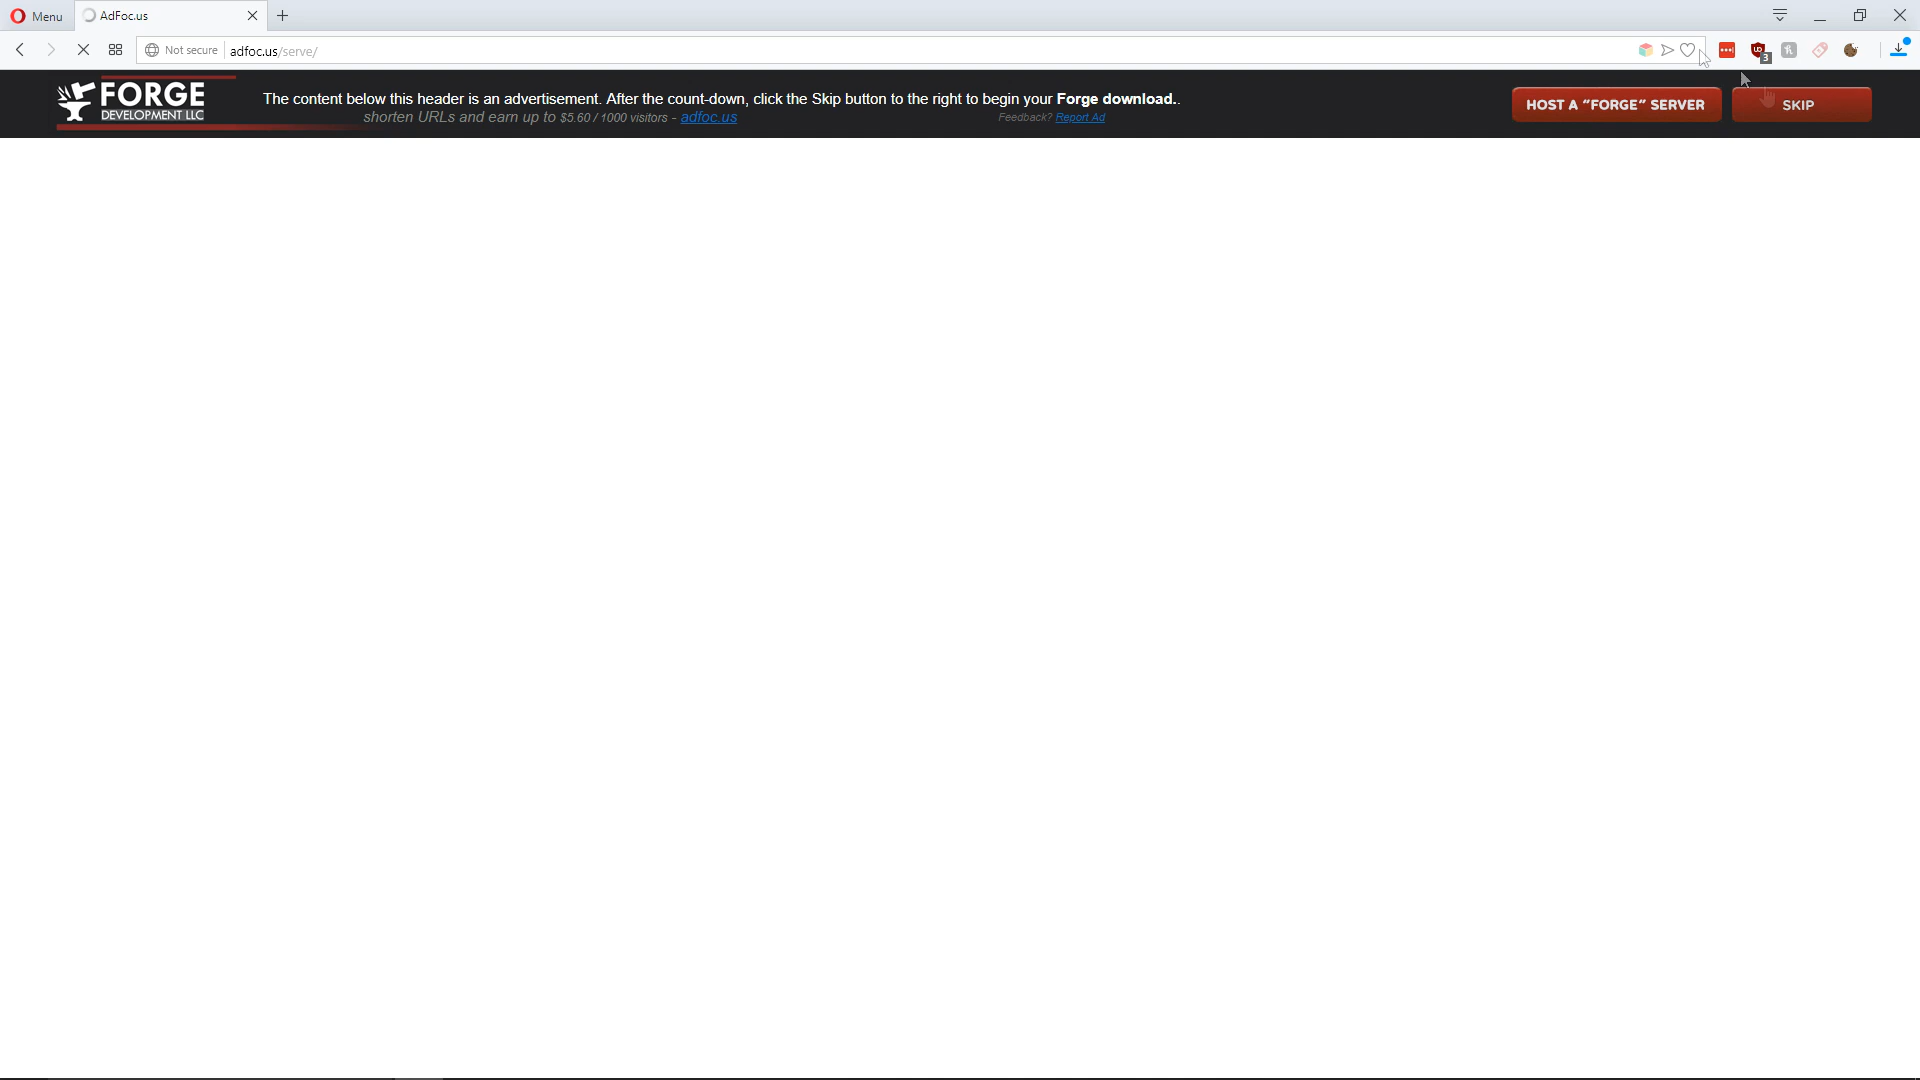 Menu
AdFoc.us
Not secure
adfoc.us/serve/
3
FORGE
DEVELOPMENT LLC
The content below this header is an advertisement. After the count-down, click the Skip button to the right to begin your Forge download..
shorten URLs and earn up to $5.60 / 1000 visitors - adfoc.us
Feedback? Report Ad
HOST A "FORGE" SERVER
SKIP